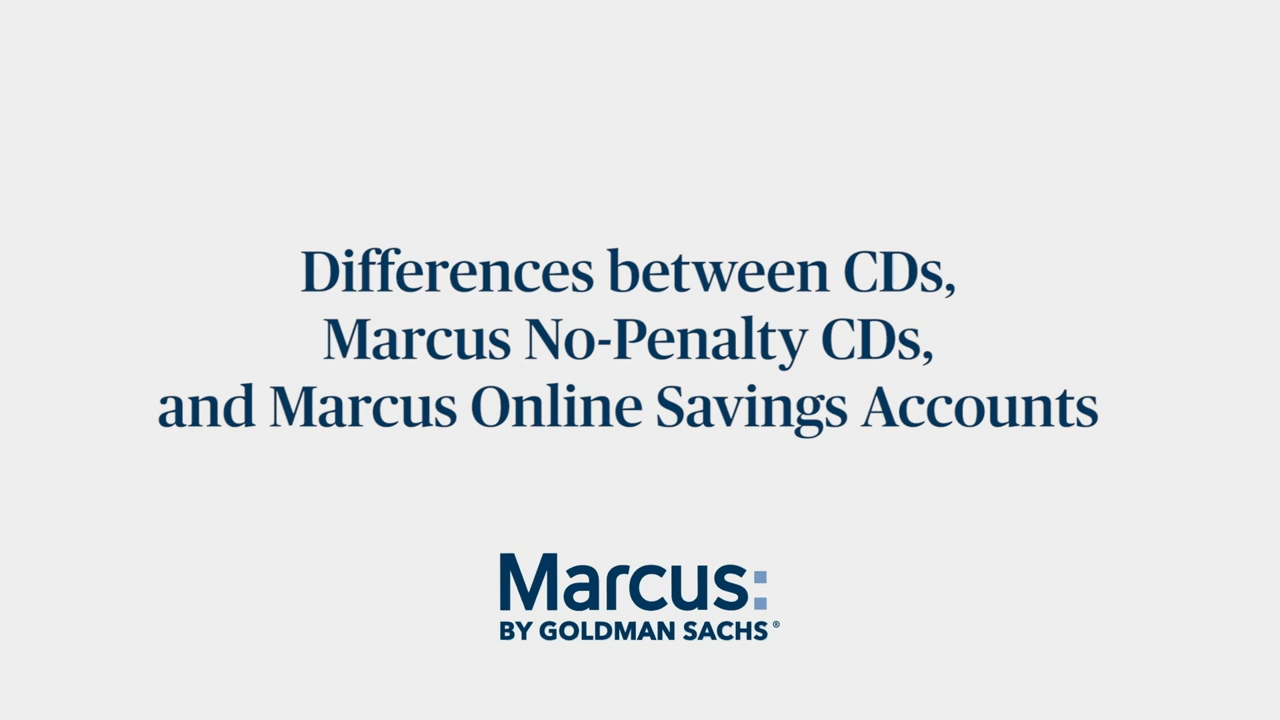 Differences between CDs,
Marcus No-Penalty CDs,
and Marcus Online Savings Accounts
Marcus:
BY GOLDMAN SACHS®